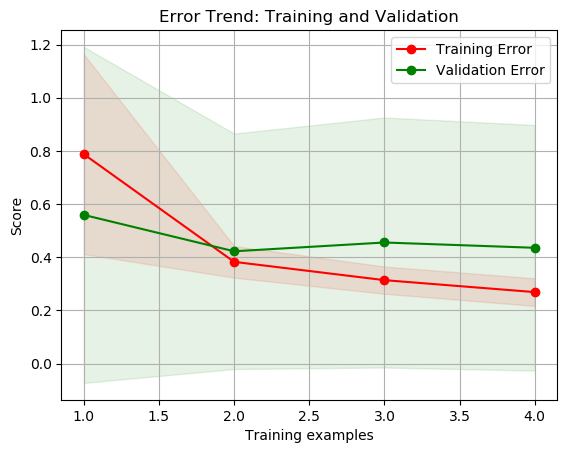 Error Trend: Training and Validation
Training Error
Validation Error
Score
1.2
1.0
0.8
0.6
0.4
0.2
0.0
1.0 1.5 2.0 2.5 3.0 3.5 4.0
Training examples